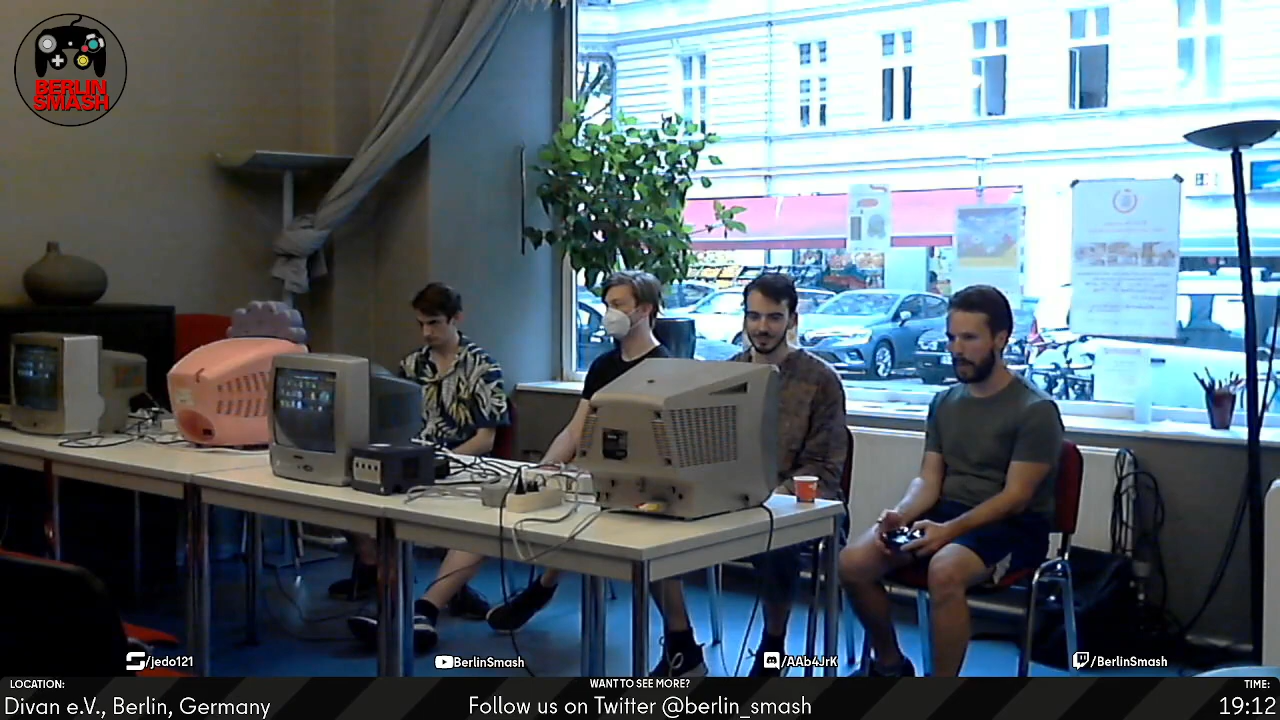 BERLIN
SMASH
/jedo121
BerlinSmash
/AAb4JrK
/BerlinSmash
LOCATION:
WANT TO SEE MORE?
TIME:
Divan e.V., Berlin, Germany
Follow us on Twitter @berlin_smash
19:12